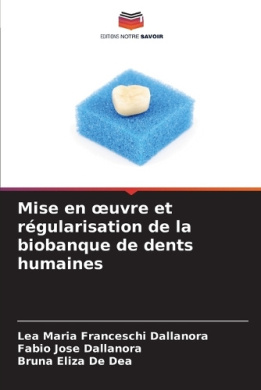 EDITIONS NOTRE SAVOIR
Mise en œuvre et
régularisation de la
biobanque de dents
humaines
Lea Maria Franceschi Dallanora
Fabio Jose Dallanora
Bruna Eliza De Dea